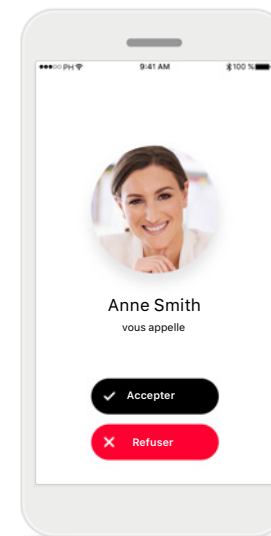 PH 9:41 AM 100 %
Anne Smith
vous appelle
Accepter
Refuser